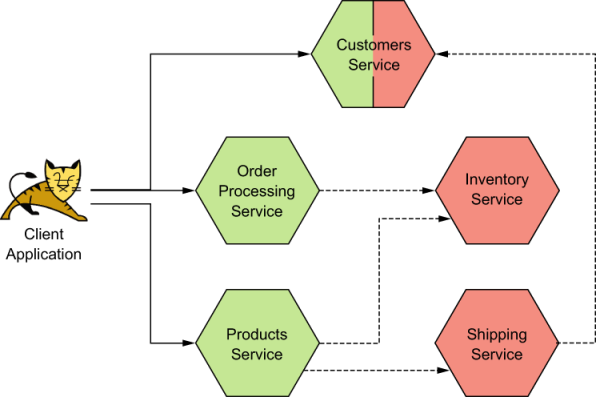 Customers
Service
Order
Processing
Service
Inventory
Service
Client
Application
Products
Service
Shipping
Service